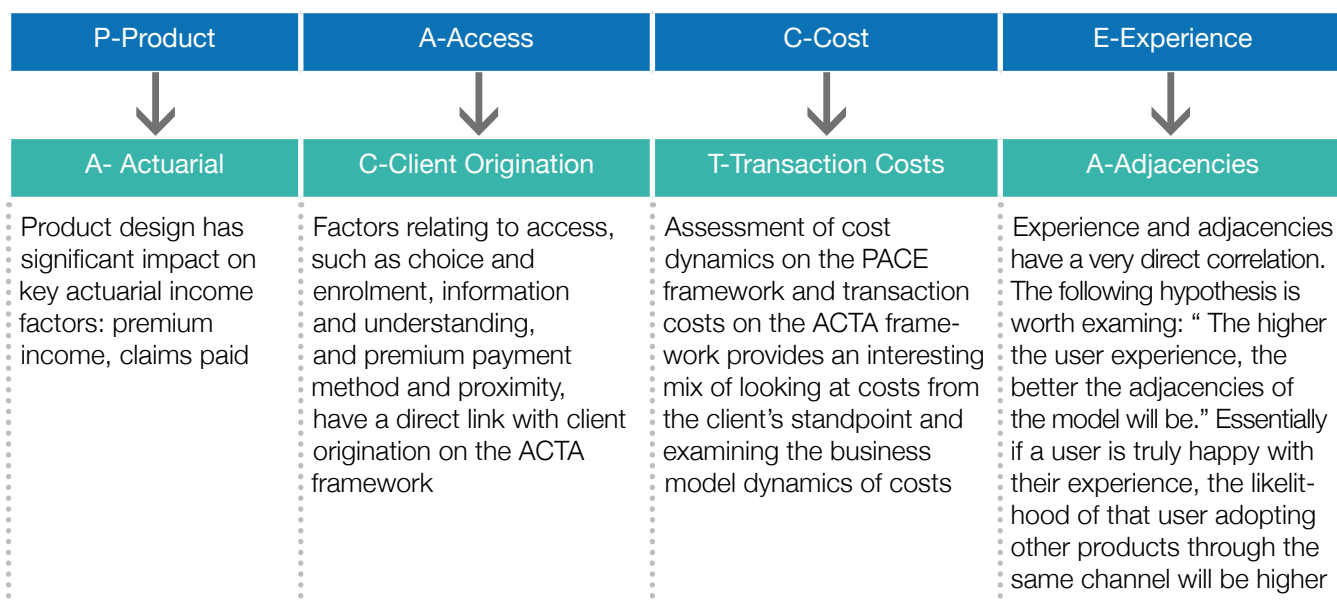 P-Product
A-Access
C-Cost
E-Experience
A- Actuarial
C-Client Origination
T-Transaction Costs
A-Adjacencies
Product design has
significant impact on
key actuarial income
factors: premium
income, claims paid
Factors relating to access,
such as choice and
enrolment, information
and understanding,
and premium payment
method and proximity,
have a direct link with client
origination on the ACTA
framework
Assessment of cost
dynamics on the PACE
framework and transaction
costs on the ACTA frame-
work provides an interesting
mix of looking at costs from
the client’s standpoint and
examining the business
model dynamics of costs
Experience and adjacencies
have a very direct correlation.
The following hypothesis is
worth examing: “ The higher
the user experience, the
better the adjacencies of
the model will be.” Essentially
if a user is truly happy with
their experience, the likelit-
hood of that user adopting
other products through the
same channel will be higher